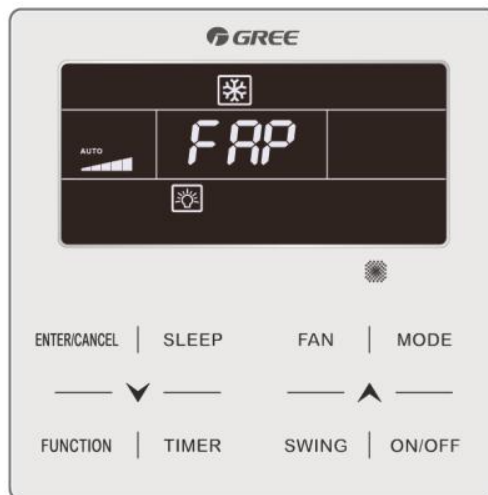 GREE
FAP
AUTO
ENTER/CANCEL SLEEP FAN MODE
FUNCTION TIMER SWING ON/OFF